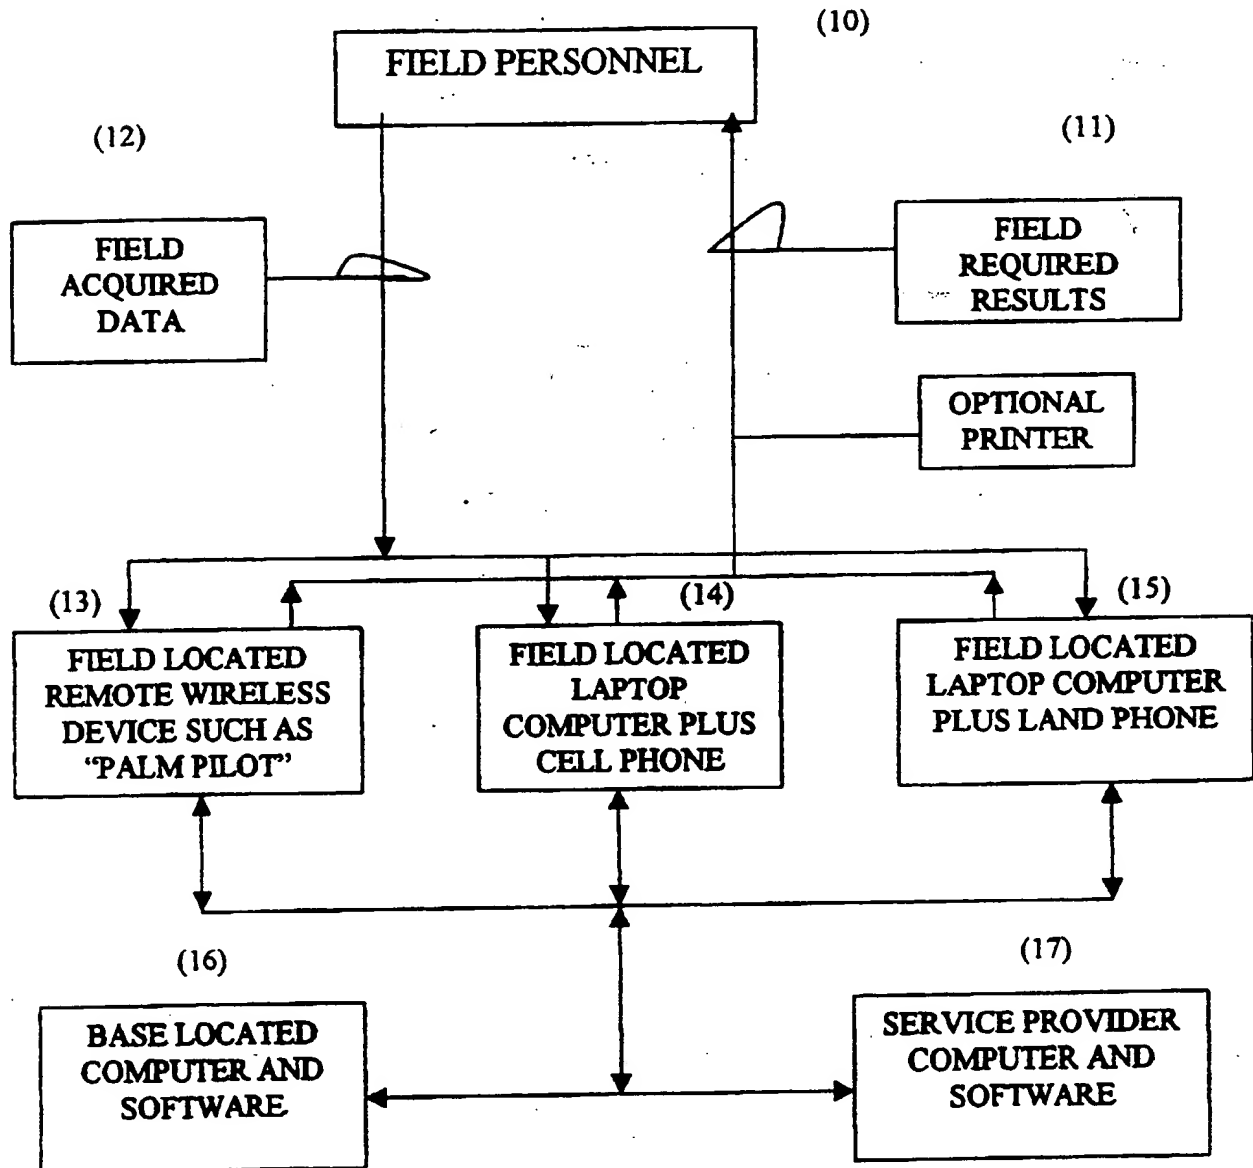 (10)
FIELD PERSONNEL
(12)
(11)
FIELD
ACQUIRED
DATA
FIELD
REQUIRED
RESULTS
OPTIONAL
PRINTER
(13)
(14)
(15)
FIELD LOCATED
REMOTE WIRELESS
DEVICE SUCH AS
“PALM PILOT”
FIELD LOCATED
LAPTOP
COMPUTER PLUS
CELL PHONE
FIELD LOCATED
LAPTOP COMPUTER
PLUS LAND PHONE
(16)
(17)
BASE LOCATED
COMPUTER AND
SOFTWARE
SERVICE PROVIDER
COMPUTER AND
SOFTWARE